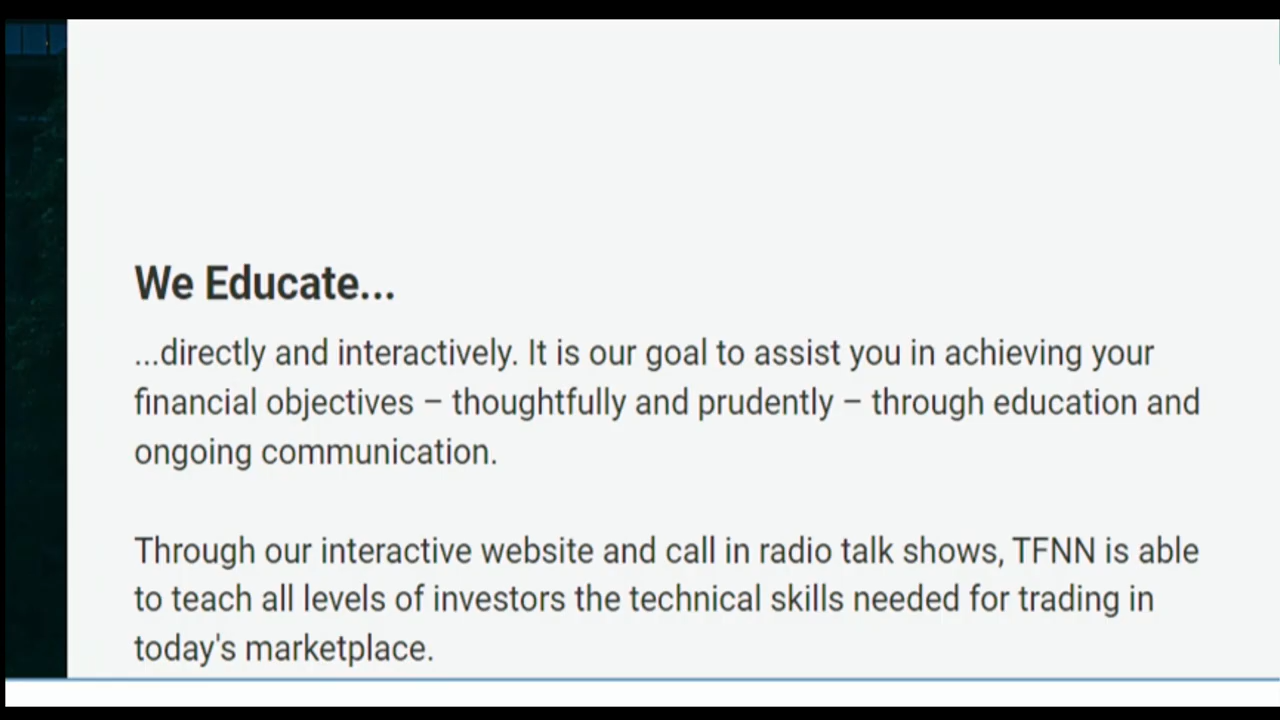 We Educate...
...directly and interactively. It is our goal to assist you in achieving your
financial objectives – thoughtfully and prudently – through education and
ongoing communication.
Through our interactive website and call in radio talk shows, TFNN is able
to teach all levels of investors the technical skills needed for trading in
today's marketplace.